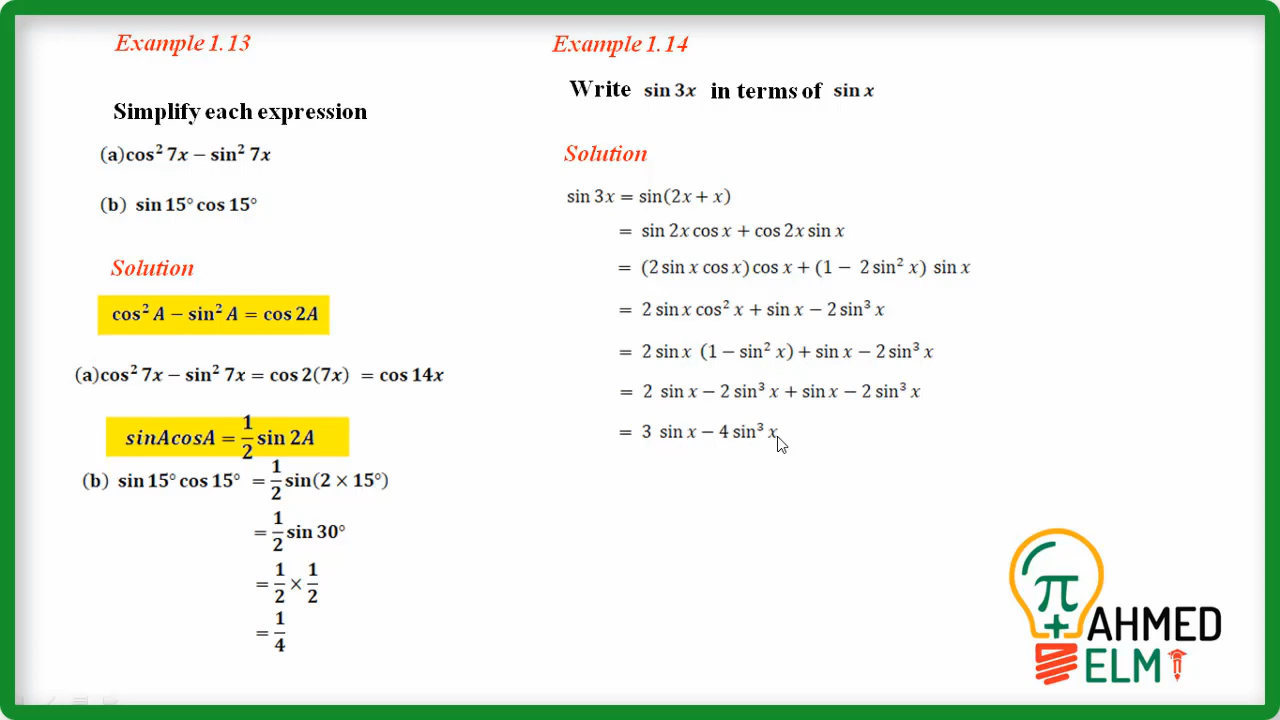 Example 1.13
Simplify each expression
(a)cos² 7x − sin² 7x
(b) sin 15° cos 15°
Solution
cos² A − sin² A = cos 2A
(a)cos² 7x − sin² 7x = cos 2(7x) = cos 14x
sinAcosA = 1/2 sin 2A
(b) sin 15° cos 15° = 1/2 sin(2 × 15°)
= 1/2 sin 30°
= 1/2 × 1/2
= 1/4
Example 1.14
Write sin 3x in terms of sin x
Solution
sin 3x = sin(2x + x)
= sin 2x cos x + cos 2x sin x
= (2 sin x cos x) cos x + (1 − 2 sin² x) sin x
= 2 sin x cos² x + sin x − 2 sin³ x
= 2 sin x (1 − sin² x) + sin x − 2 sin³ x
= 2 sin x − 2 sin³ x + sin x − 2 sin³ x
= 3 sin x − 4 sin³ x
π
+
AHMED
ELMI